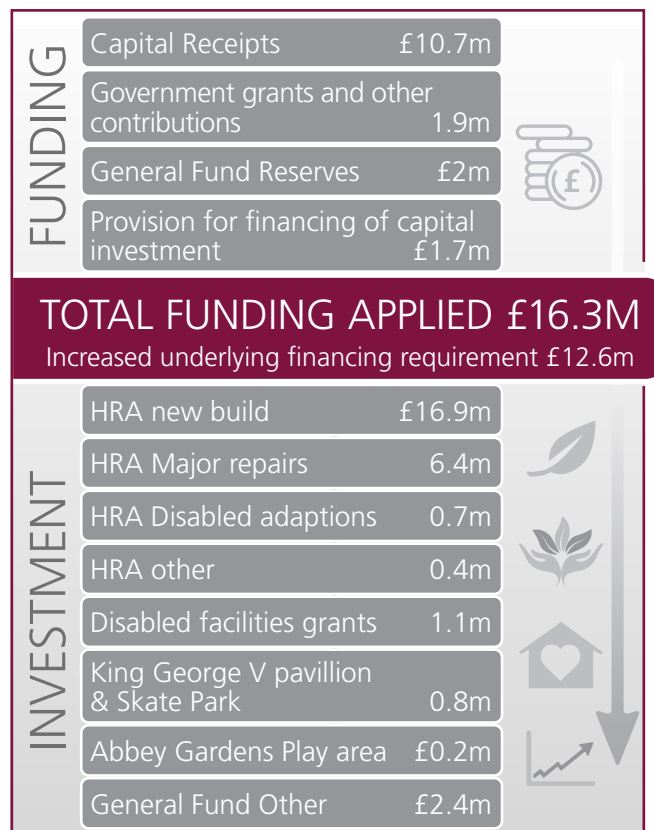 FUNDING
Capital Receipts £10.7m
Government grants and other
contributions 1.9m
General Fund Reserves £2m
Provision for financing of capital
investment £1.7m
£
TOTAL FUNDING APPLIED £16.3M
Increased underlying financing requirement £12.6m
INVESTMENT
HRA new build £16.9m
HRA Major repairs 6.4m
HRA Disabled adaptions 0.7m
HRA other 0.4m
Disabled facilities grants 1.1m
King George V pavillion
& Skate Park 0.8m
Abbey Gardens Play area £0.2m
General Fund Other £2.4m